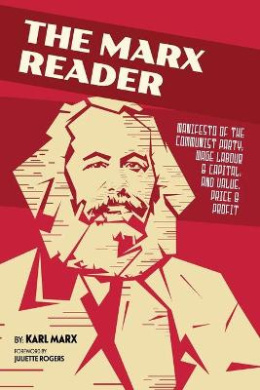 THE MARX
READER
MANIFESTO OF THE
COMMUNIST PARTY,
WAGE LABOUR
& CAPITAL,
AND VALUE,
PRICE &
PROFIT
BY: KARL MARX
FOREWORD BY
JULIETTE ROGERS